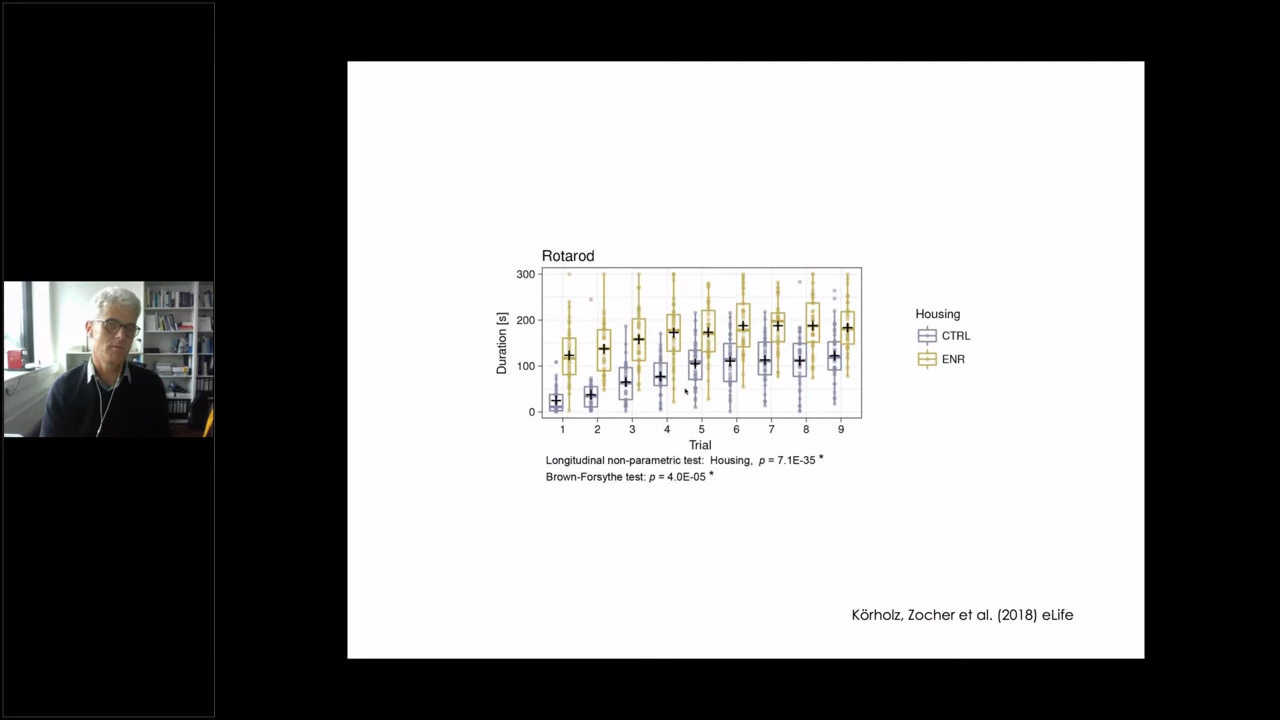 Rotarod
300
200
100
0
Duration [s]
1 2 3 4 5 6 7 8 9
Trial
Housing
CTRL
ENR
Longitudinal non-parametric test: Housing, p = 7.1E-35 *
Brown-Forsythe test: p = 4.0E-05 *
Körholz, Zocher et al. (2018) eLife